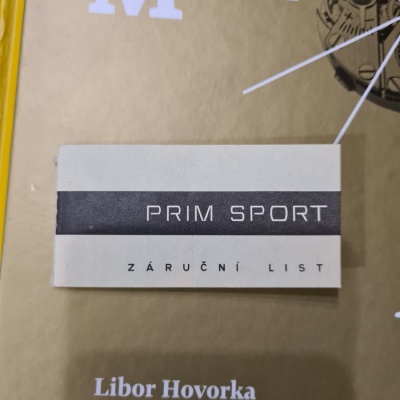 M
PRIM SPORT
ZÁRUČNÍ LIST
Libor Hovorka